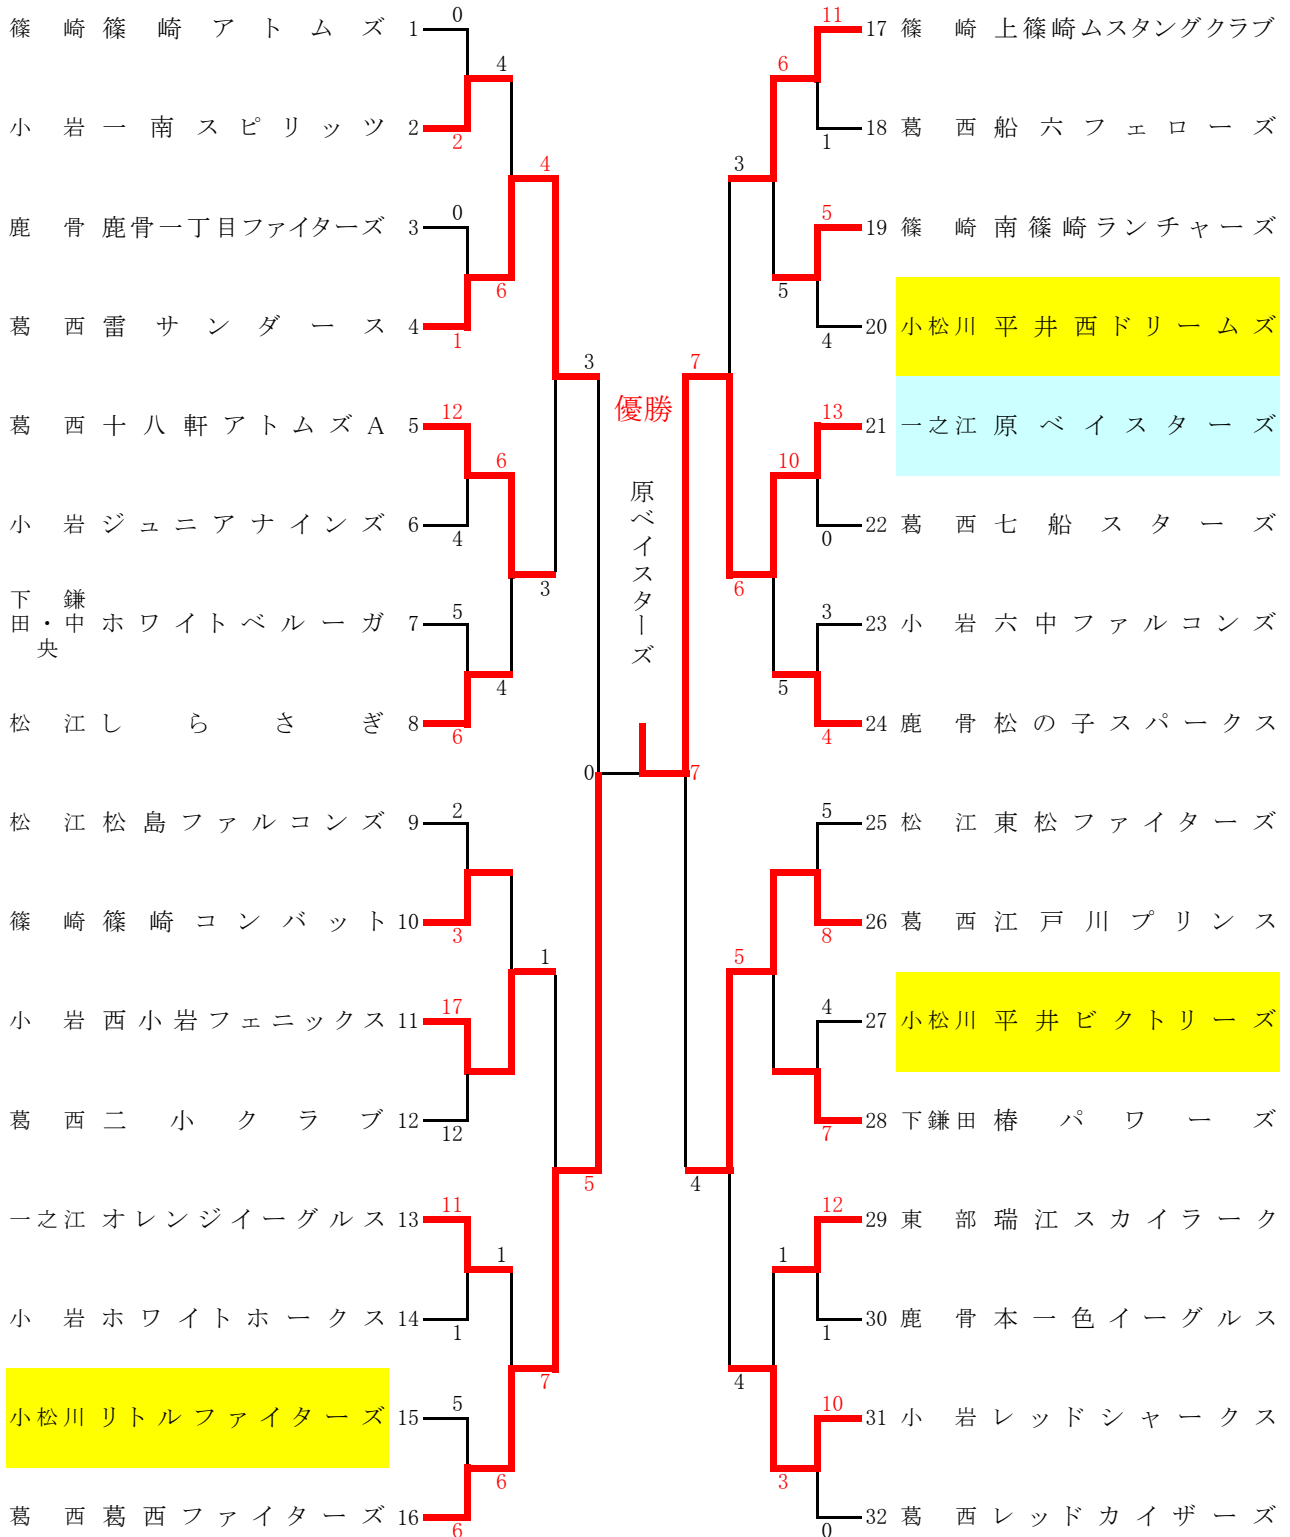 篠崎 篠崎アトムズ 1 0
4
小岩 一南スピリッツ 2 2
4
鹿骨 鹿骨一丁目ファイターズ 3 0
6
葛西 雷サンダース 4 1
3
葛西 十八軒アトムズA 5 12
6
小岩 ジュニアナインズ 6 4
3
下鎌田・中央 ホワイトベルーガ 7 5
4
松江 しらさぎ 8 6
0
松江 松島ファルコンズ 9 2
篠崎 篠崎コンバット 10 3
1
小岩 西小岩フェニックス 11 17
葛西 二小クラブ 12 12
5
一之江 オレンジイーグルス 13 11
1
小岩 ホワイトホークス 14 1
7
小松川 リトルファイターズ 15 5
6
葛西 葛西ファイターズ 16 6
優勝
原ベイスターズ
11 17 篠崎 上篠崎ムスタングクラブ
6
1 18 葛西 船六フェローズ
3
5 19 篠崎 南篠崎ランチャーズ
5
4 20 小松川 平井西ドリームズ
7
13 21 一之江 原ベイスターズ
10
0 22 葛西 七船スターズ
6
3 23 小岩 六中ファルコンズ
5
4 24 鹿骨 松の子スパークス
7
5 25 松江 東松ファイターズ
8 26 葛西 江戸川プリンス
5
4 27 小松川 平井ビクトリーズ
7 28 下鎌田 椿パワーズ
4
12 29 東部 瑞江スカイラーク
1
1 30 鹿骨 本一色イーグルス
4
10 31 小岩 レッドシャークス
3
0 32 葛西 レッドカイザーズ